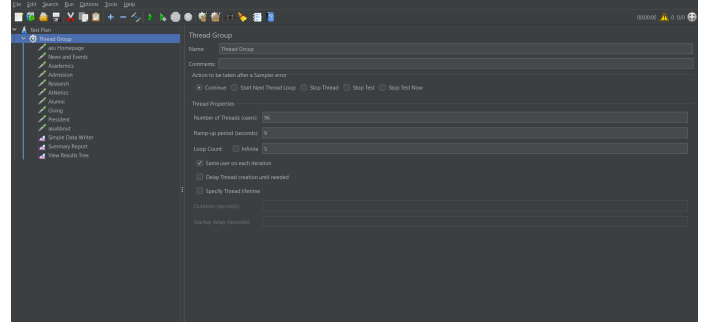 File Edit Search Run Options Tools Help
00:00:00 0 0/0
Test Plan
Thread Group
asu Homepage
News and Events
Academics
Admission
Research
Athletics
Alumni
Giving
President
asuAbout
Simple Data Writer
Summary Report
View Results Tree
Thread Group
Name: Thread Group
Comments:
Action to be taken after a Sampler error
Continue Start Next Thread Loop Stop Thread Stop Test Stop Test Now
Thread Properties
Number of Threads (users): 96
Ramp-up period (seconds): 9
Loop Count: Infinite 3
Same user on each iteration
Delay Thread creation until needed
Specify Thread lifetime
Duration (seconds):
Startup delay (seconds):